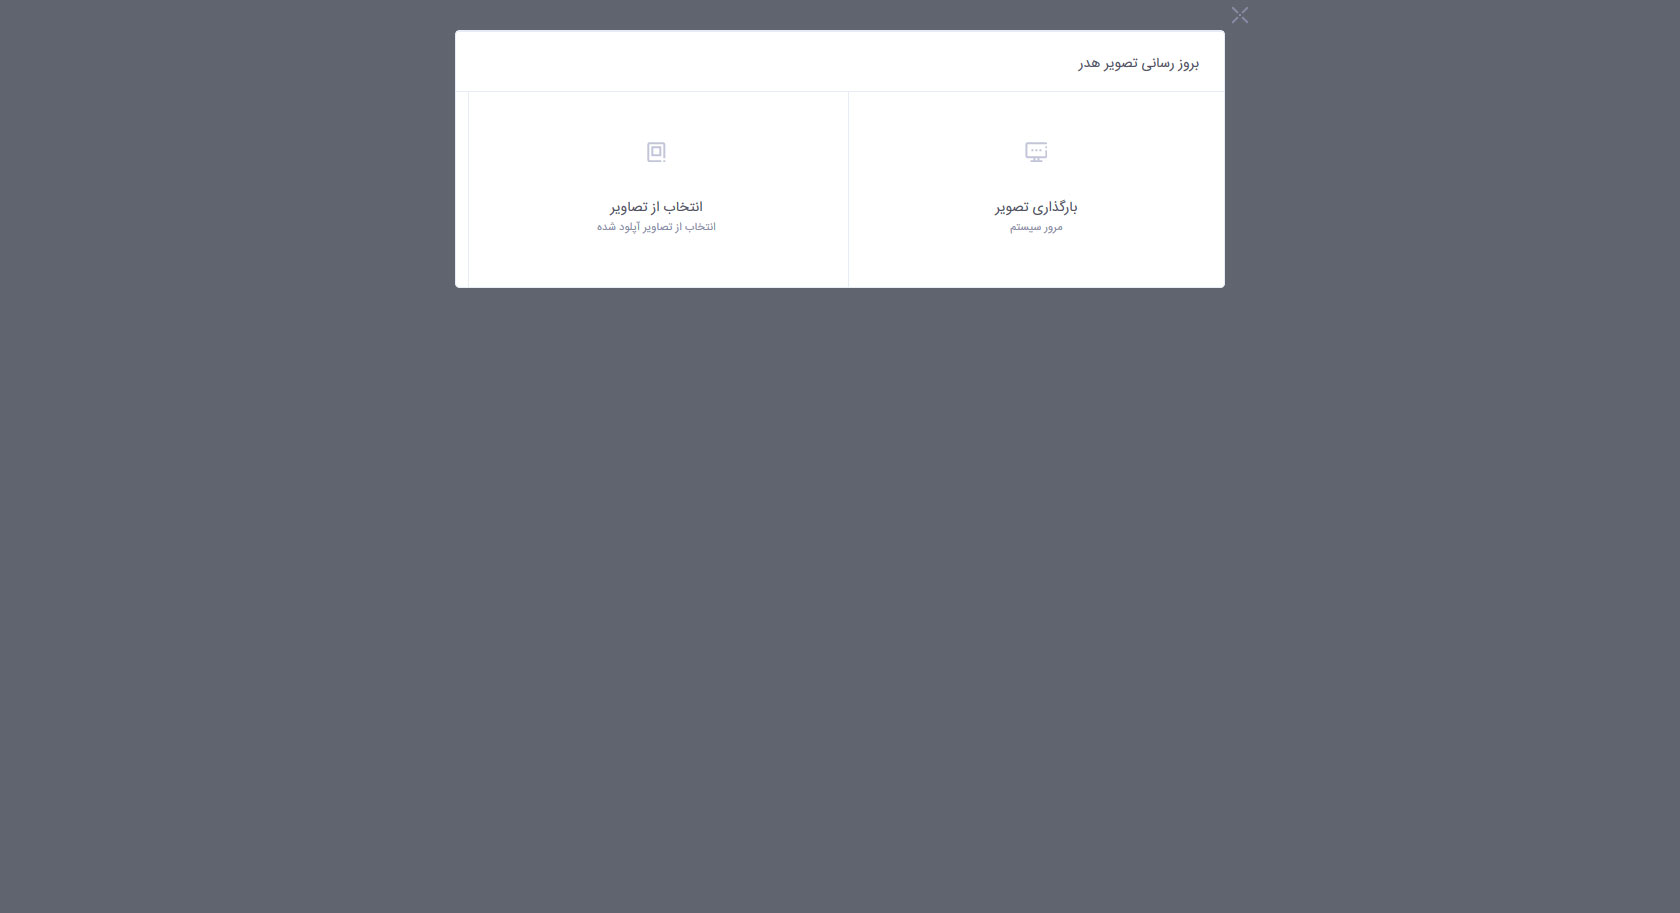 بروز رسانی تصویر هدر
بارگذاری تصویر
مرور سیستم
انتخاب از تصاویر
انتخاب از تصاویر آپلود شده